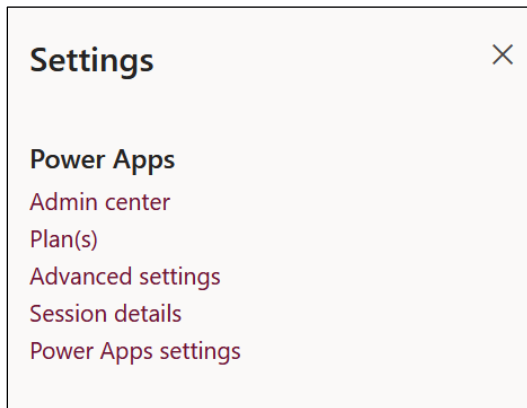 Settings
Power Apps
Admin center
Plan(s)
Advanced settings
Session details
Power Apps settings